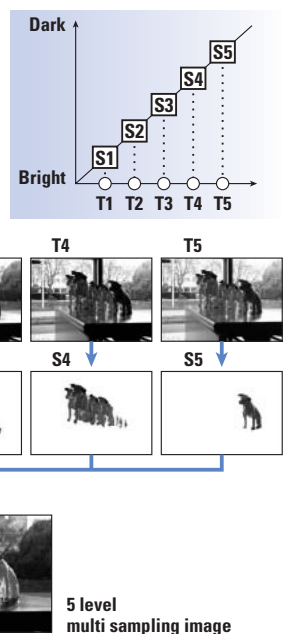 Dark
S5
S4
S3
S2
S1
Bright
T1 T2 T3 T4 T5
T4 T5
S4 S5
5 level
multi sampling image